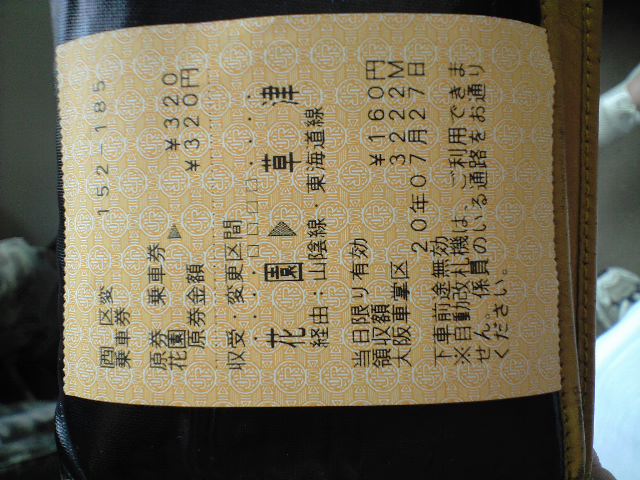 152-185
㊄ 区変
乗車券
原券 乗車券
花園 ▶ ¥320
原券金額 ¥320円
収受・変更区間
花園 ▶ 草津
経由：山陰線・東海道線
当日限り有効
領収額 ¥160円
大阪車掌区 3222M
20年07月27日
下車前途無効
※自動改札機は、ご利用できま
せん。 係員のいる通路をお通り
ください。